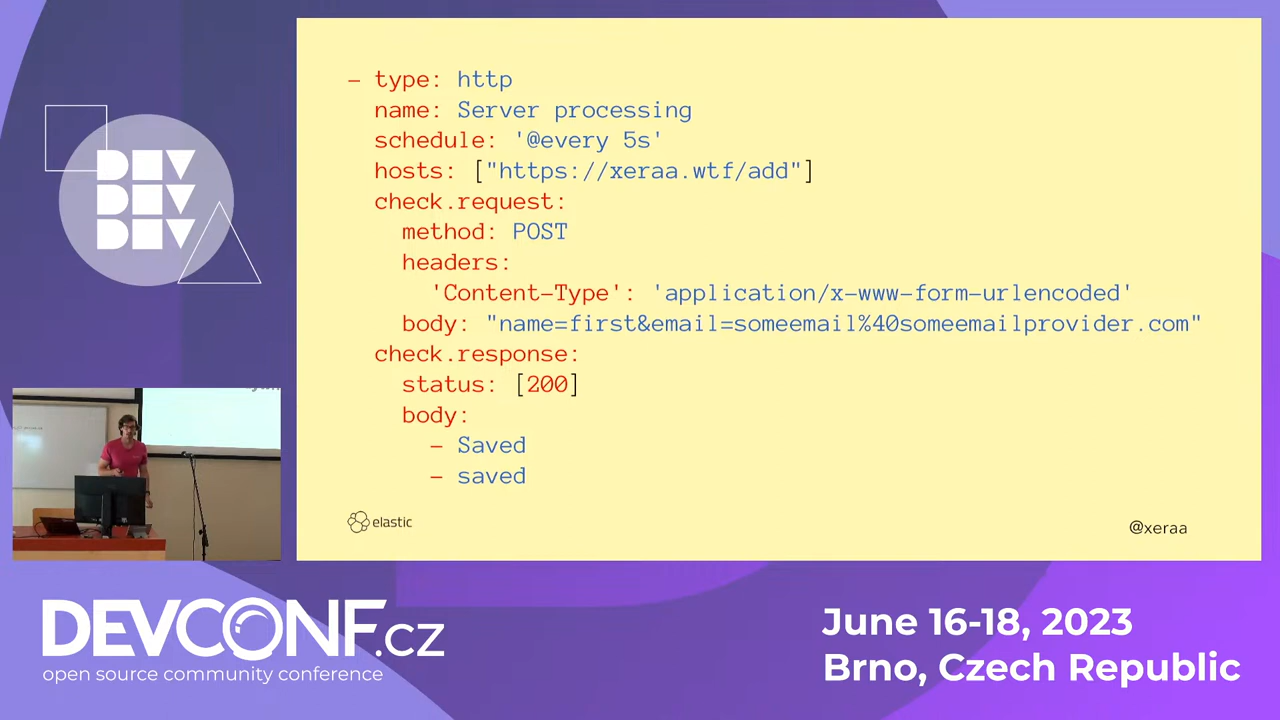 - type: http
name: Server processing
schedule: '@every 5s'
hosts: ["https://xeraa.wtf/add"]
check.request:
method: POST
headers:
'Content-Type': 'application/x-www-form-urlencoded'
body: "name=first&email=someemail%40someemailprovider.com"
check.response:
status: [200]
body:
- Saved
- saved
elastic
@xeraa
DEV
DEV
DEV
DEVCONF.cz
open source community conference
June 16-18, 2023
Brno, Czech Republic